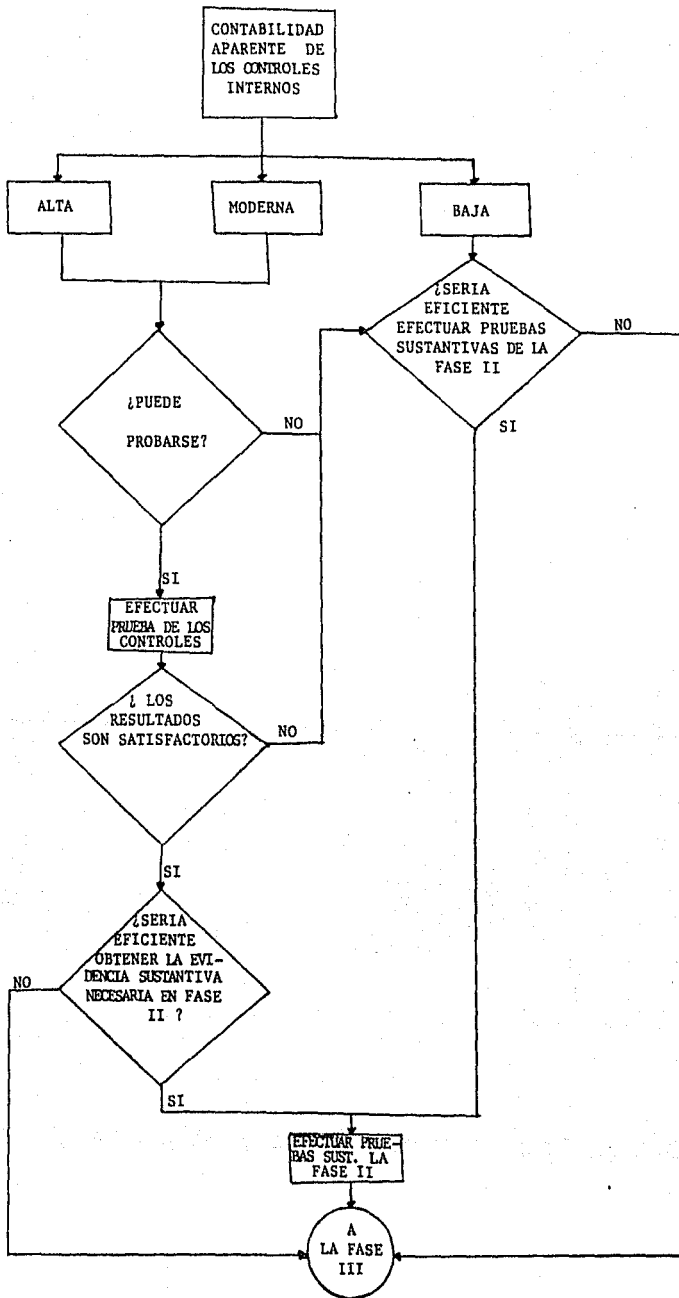 CONTABILIDAD
APARENTE DE
LOS CONTROLES
INTERNOS
ALTA
MODERNA
BAJA
¿SERIA
EFICIENTE
EFECTUAR PRUEBAS
SUSTANTIVAS DE LA
FASE II
NO
SI
¿PUEDE
PROBARSE?
NO
SI
EFECTUAR
PRUEBA DE LOS
CONTROLES
¿ LOS
RESULTADOS
SON SATISFACTORIOS?
NO
SI
¿SERIA
EFICIENTE
OBTENER LA EVI-
DENCIA SUSTANTIVA
NECESARIA EN FASE
II ?
NO
SI
EFECTUAR PRUE-
BAS SUST. LA
FASE II
A
LA FASE
III